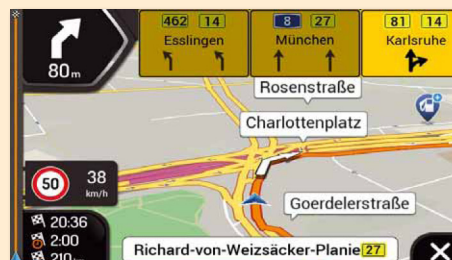 462 14
Esslingen
8 27
München
81 14
Karlsruhe
80m
Rosenstraße
Charlottenplatz
50
38
km/h
Goerdelerstraße
20:36
2:00
Richard-von-Weizsäcker-Planie 27
210